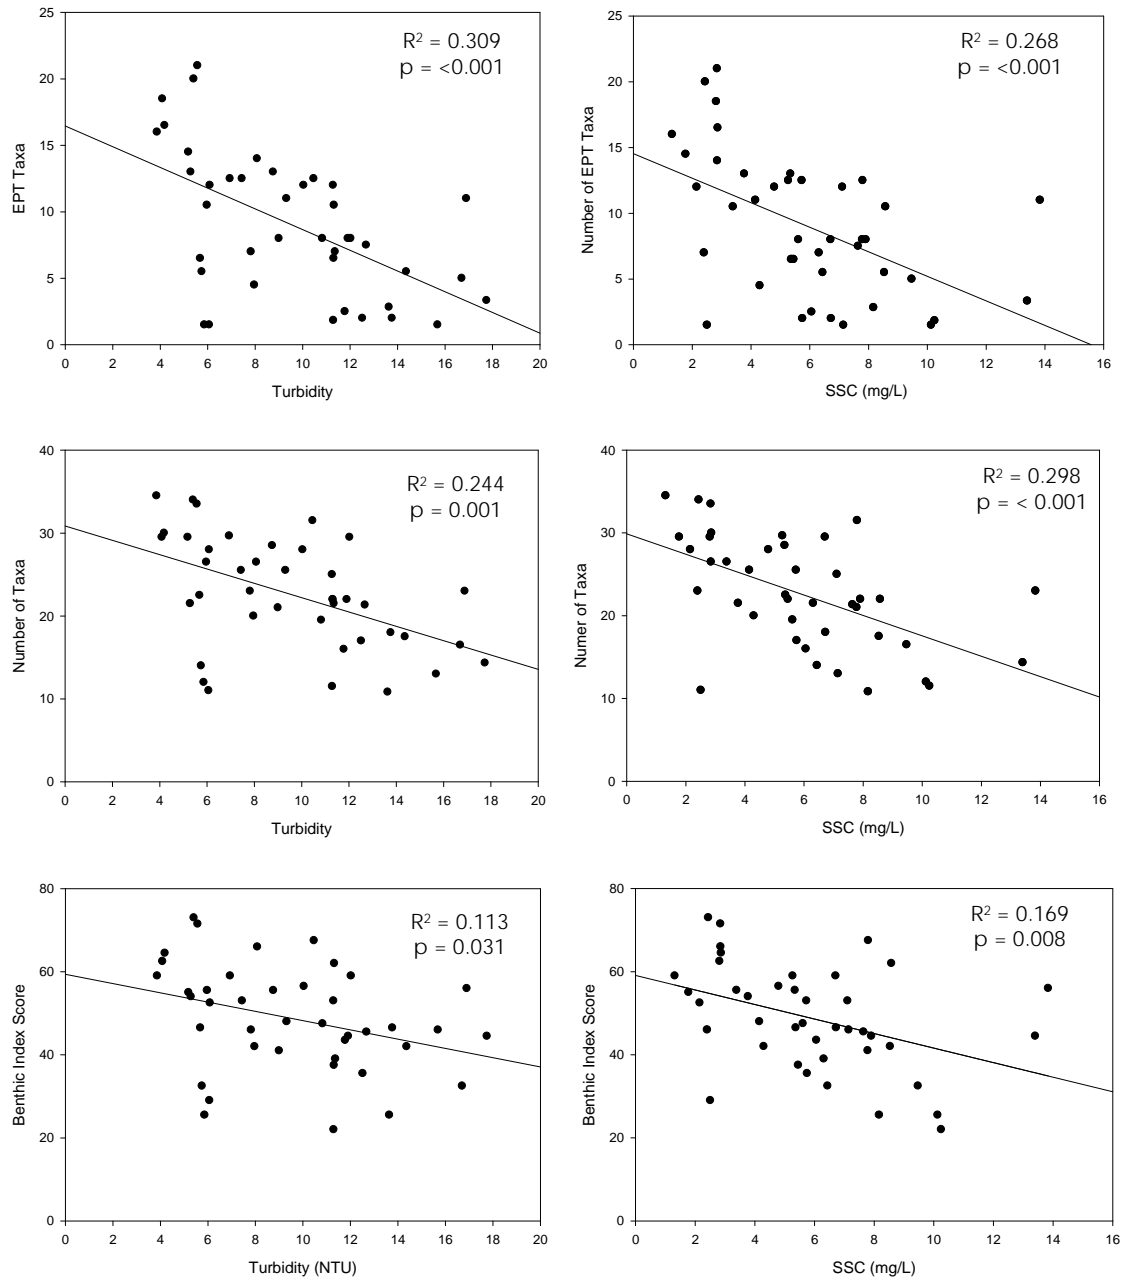 R² = 0.309
p = <0.001
EPT Taxa
25
20
15
10
5
0
0 2 4 6 8 10 12 14 16 18 20
Turbidity
R² = 0.268
p = <0.001
Number of EPT Taxa
25
20
15
10
5
0
0 2 4 6 8 10 12 14 16
SSC (mg/L)
R² = 0.244
p = 0.001
Number of Taxa
40
30
20
10
0
0 2 4 6 8 10 12 14 16 18 20
Turbidity
R² = 0.298
p = < 0.001
Numer of Taxa
40
30
20
10
0
0 2 4 6 8 10 12 14 16
SSC (mg/L)
R² = 0.113
p = 0.031
Benthic Index Score
80
60
40
20
0
0 2 4 6 8 10 12 14 16 18 20
Turbidity (NTU)
R² = 0.169
p = 0.008
Benthic Index Score
80
60
40
20
0
0 2 4 6 8 10 12 14 16
SSC (mg/L)